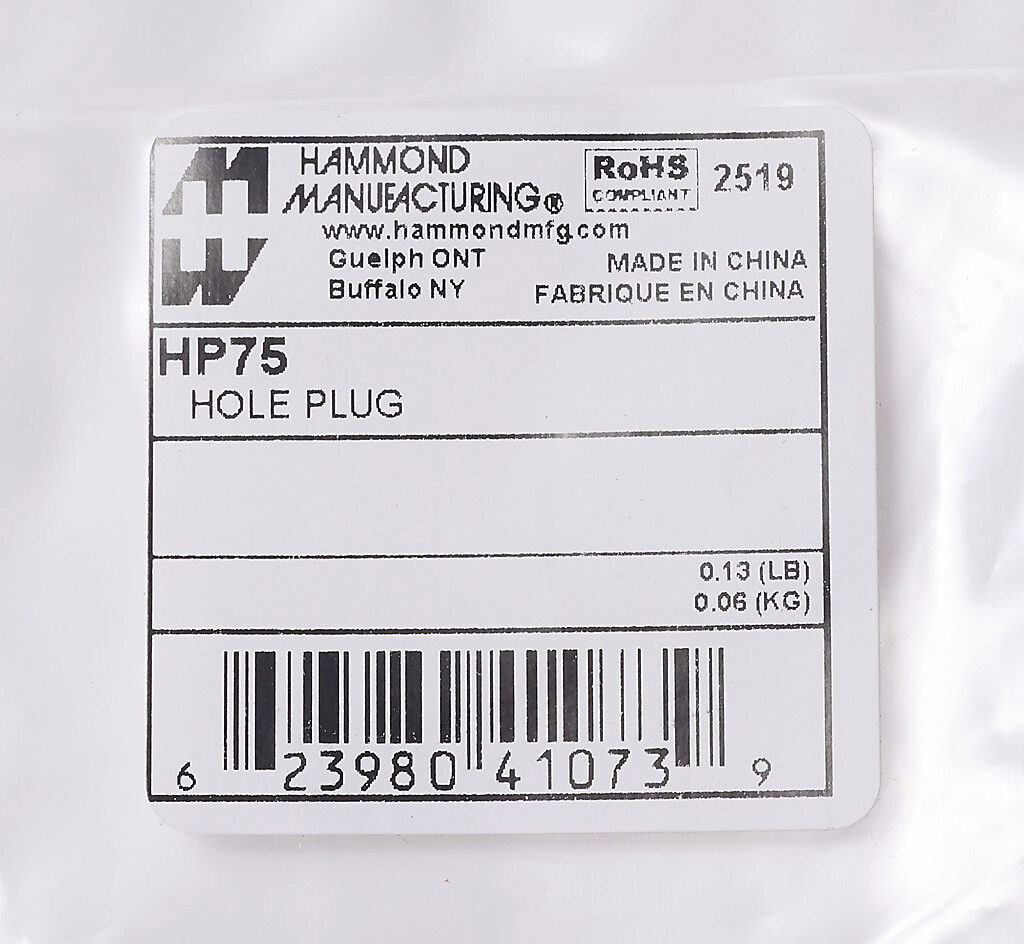 HAMMOND
MANUFACTURING®
RoHS
COMPLIANT
2519
www.hammondmfg.com
Guelph ONT
Buffalo NY
MADE IN CHINA
FABRIQUE EN CHINA
HP75
HOLE PLUG
0.13 (LB)
0.06 (KG)
6 23980 41073 9